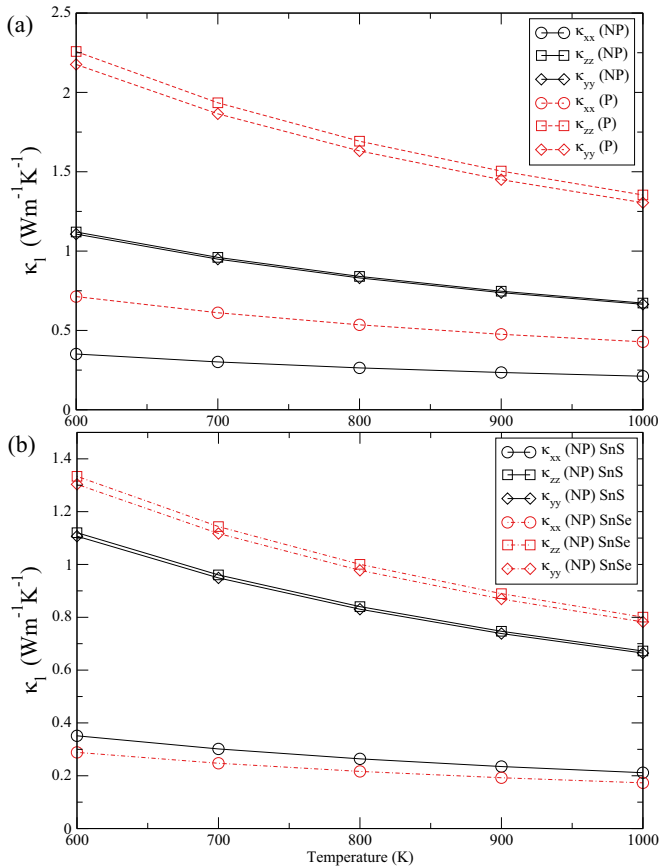 (a)
2.5
2
1.5
1
0.5
0
κl (Wm-1K-1)
κxx (NP)
κzz (NP)
κyy (NP)
κxx (P)
κzz (P)
κyy (P)
600 700 800 900 1000
(b)
1.4
1.2
1
0.8
0.6
0.4
0.2
0
κl (Wm-1K-1)
κxx (NP) SnS
κzz (NP) SnS
κyy (NP) SnS
κxx (NP) SnSe
κzz (NP) SnSe
κyy (NP) SnSe
600 700 800 900 1000
Temperature (K)